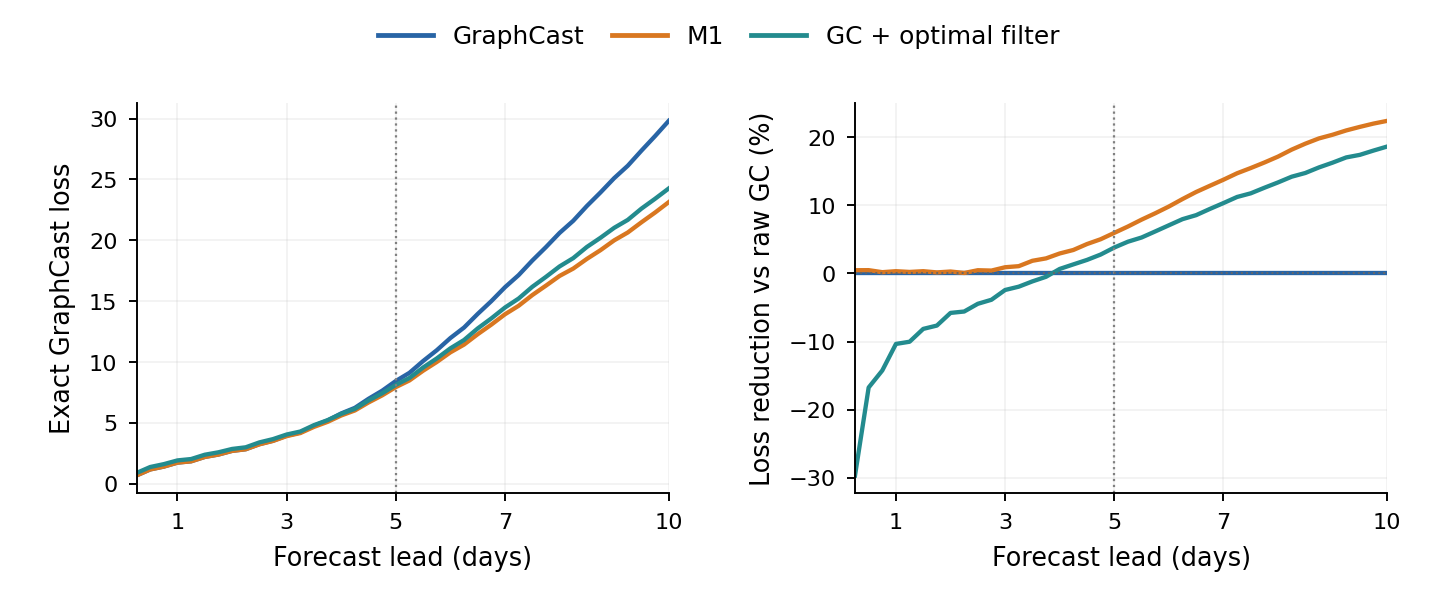 GraphCast M1 GC + optimal filter
Exact GraphCast loss
30
25
20
15
10
5
0
1 3 5 7 10
Forecast lead (days)
Loss reduction vs raw GC (%)
20
10
0
−10
−20
−30
1 3 5 7 10
Forecast lead (days)